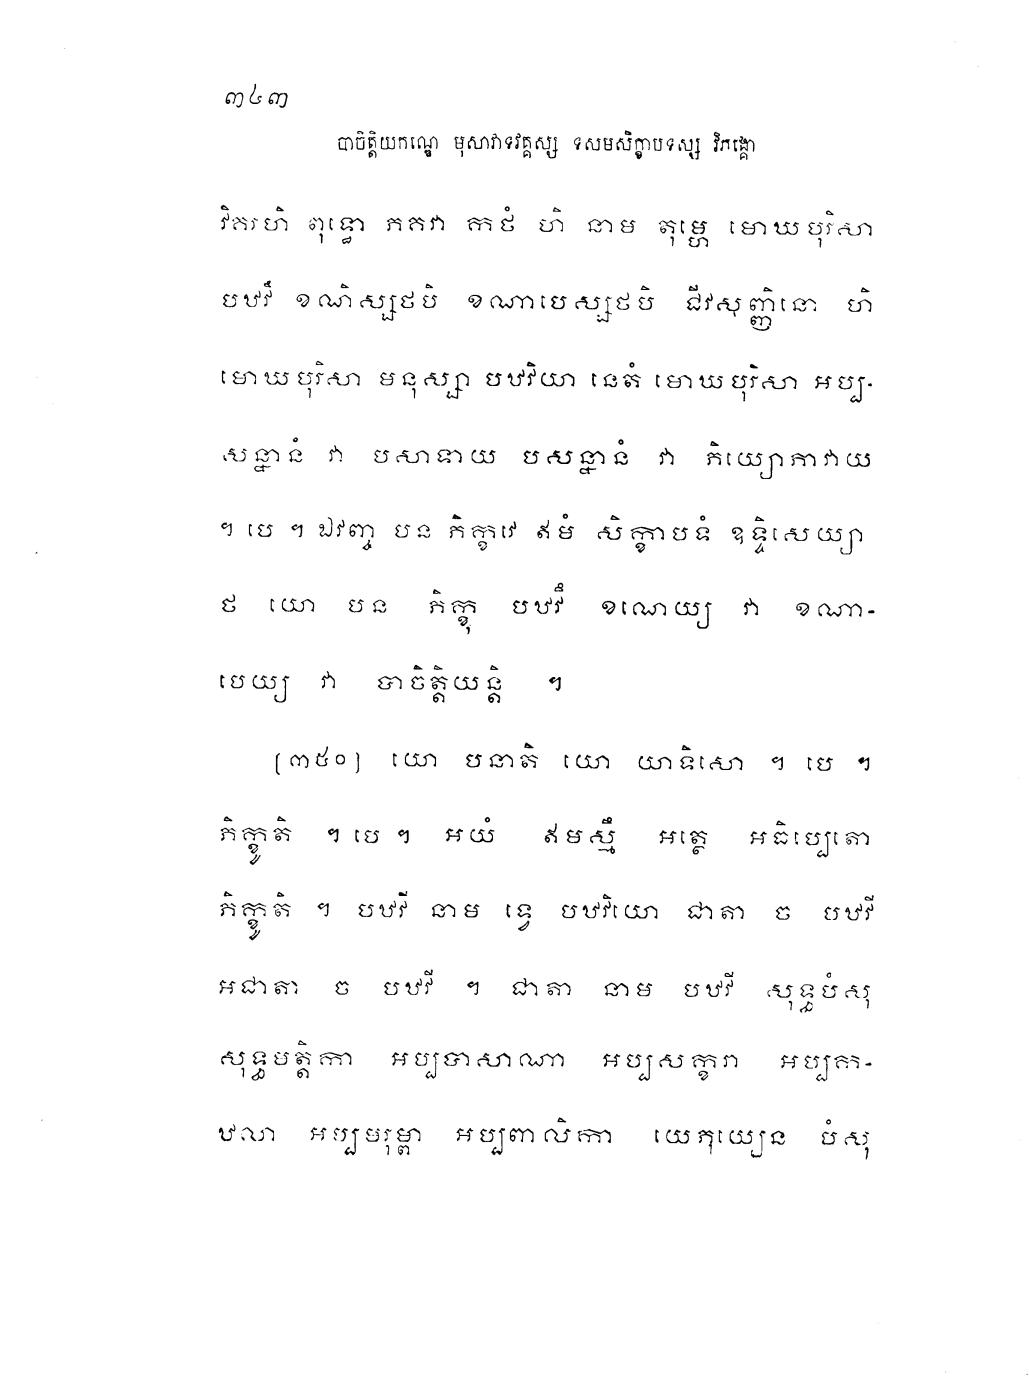 ៣៤៣
បាចិត្តិយកណ្ឌេ មុសាវាទវគ្គស្ស ទសមសិក្ខាបទស្ស វិភង្គោ
វិគរហិ ពុទ្ធោ ភគវា កថំ ហិ នាម តុម្ហេ មោឃបុរិសា
បឋវឹ ខណិស្សថបិ ខណាបេស្សថបិ ជីវសុញ្ញិនោ ហិ
មោឃបុរិសា មនុស្សា បឋវិយា នេតំ មោឃបុរិសា អប្ប-
សន្នានំ វា បសាទាយ បសន្នានំ វា ភិយ្យោភាវាយ
។ បេ ។ ឯវញ្ច បន ភិក្ខវេ ឥមំ សិក្ខាបទំ ឧទ្ទិសេយ្យា
ថ យោ បន ភិក្ខុ បឋវឹ ខណេយ្យ វា ខណា-
បេយ្យ វា បាចិត្តិយន្តិ ។
[៣៥០] យោ បនាតិ យោ យាទិសោ ។ បេ ។
ភិក្ខូតិ ។ បេ ។ អយំ ឥមស្មឹ អត្ថេ អធិប្បេតោ
ភិក្ខូតិ ។ បឋវី នាម ទ្វេ បឋវិយោ ជាតា ច បឋវី
អជាតា ច បឋវី ។ ជាតា នាម បឋវី សុទ្ធបំសុ
សុទ្ធមត្តិកា អប្បបាសាណា អប្បសក្ខរា អប្បក-
ឋលា អប្បមរុម្ពា អប្បពាលិកា យេភុយ្យេន បំសុ